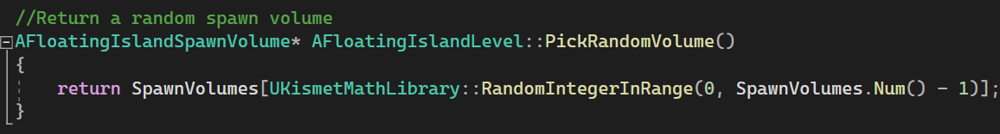 //Return a random spawn volume
AFloatingIslandSpawnVolume* AFloatingIslandLevel::PickRandomVolume()
{
return SpawnVolumes[UKismetMathLibrary::RandomIntegerInRange(0, SpawnVolumes.Num() - 1)];
}